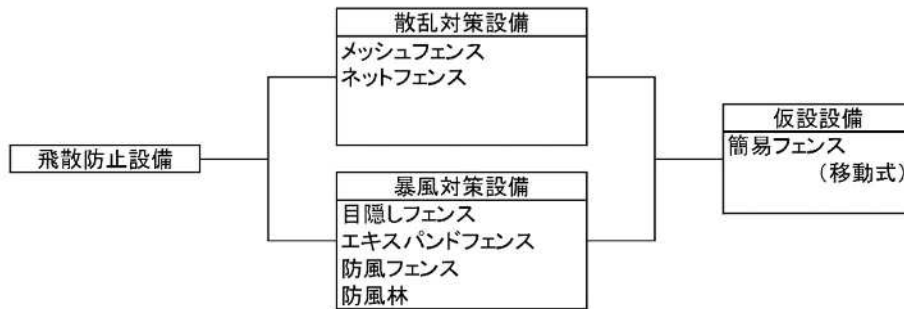 飛散防止設備
散乱対策設備
メッシュフェンス
ネットフェンス
暴風対策設備
目隠しフェンス
エキスパンドフェンス
防風フェンス
防風林
仮設設備
簡易フェンス
（移動式）